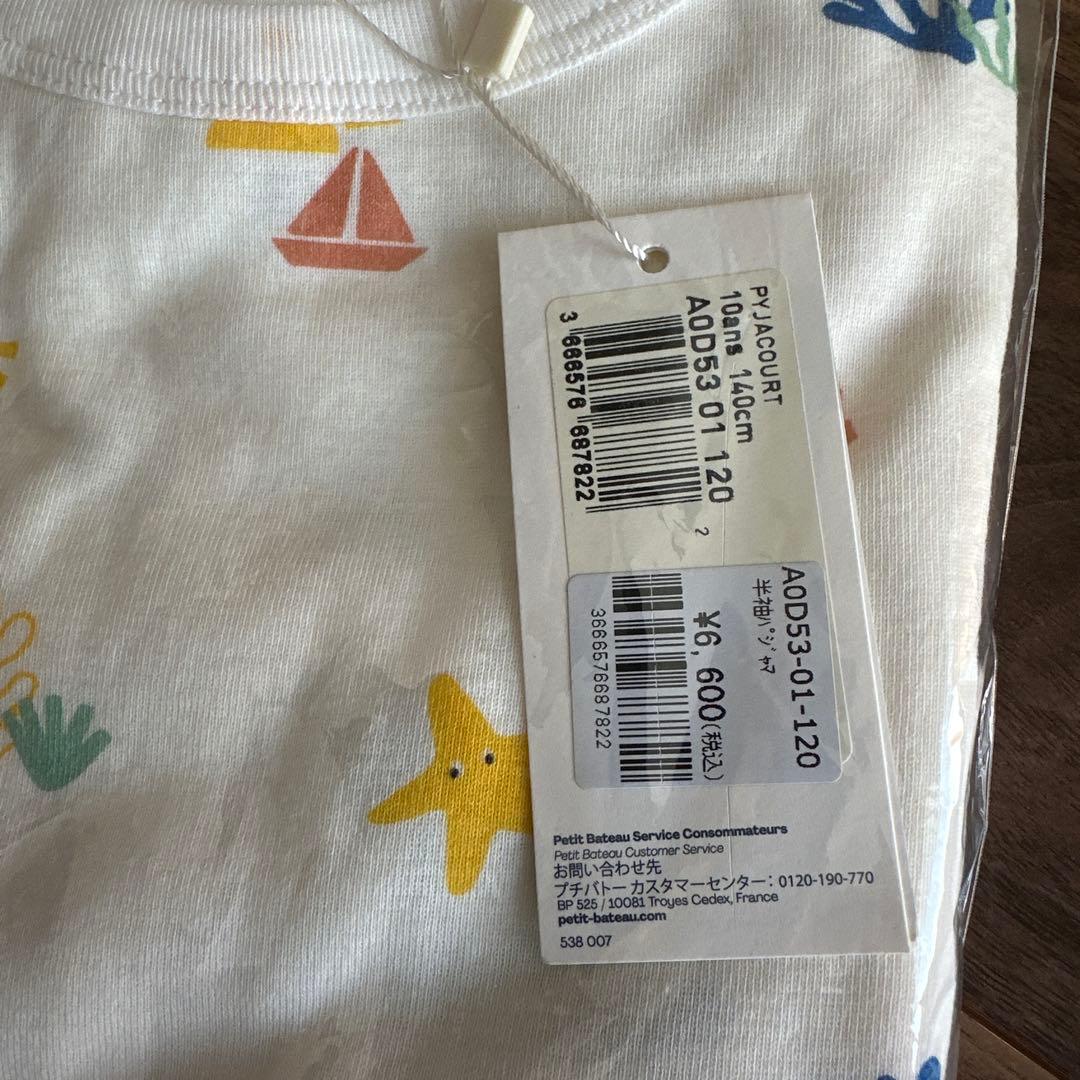 PYJACOURT
10ans 140cm
A0D53 01 120
3 666576 687822
2
A0D53-01-120
半袖ﾊﾟｼﾞｬﾏ
¥6,600(税込)
3666576687822
Petit Bateau Service Consommateurs
Petit Bateau Customer Service
お問い合わせ先
プチバトー カスタマーセンター：0120-190-770
BP 525 / 10081 Troyes Cedex, France
petit-bateau.com
538 007